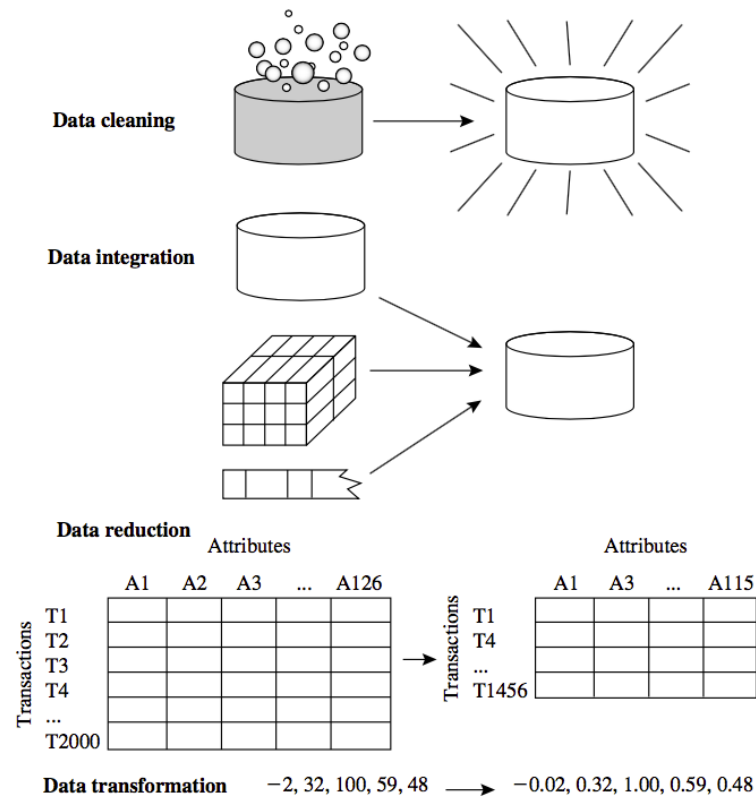 Data cleaning
Data integration
Data reduction
Attributes
A1 A2 A3 ... A126
Transactions
T1
T2
T3
T4
...
T2000
Attributes
A1 A3 ... A115
Transactions
T1
T4
...
T1456
Data transformation −2, 32, 100, 59, 48 −0.02, 0.32, 1.00, 0.59, 0.48